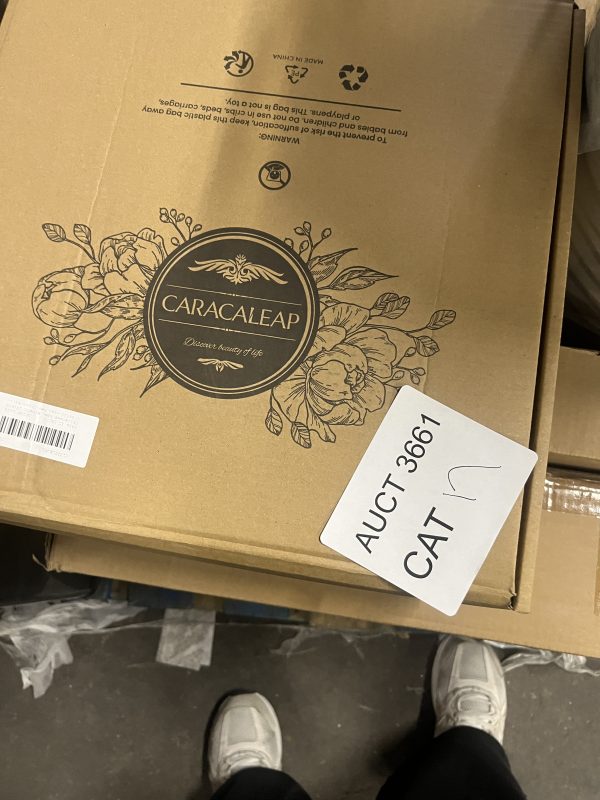 MADE IN CHINA
PE
WARNING:
To prevent the risk of suffocation, keep this plastic bag away
from babies and children. Do not use in cribs, beds, carriages,
or playpens. This bag is not a toy.
CARACALEAP
Discover beauty of life
AUCT 3661
CAT n